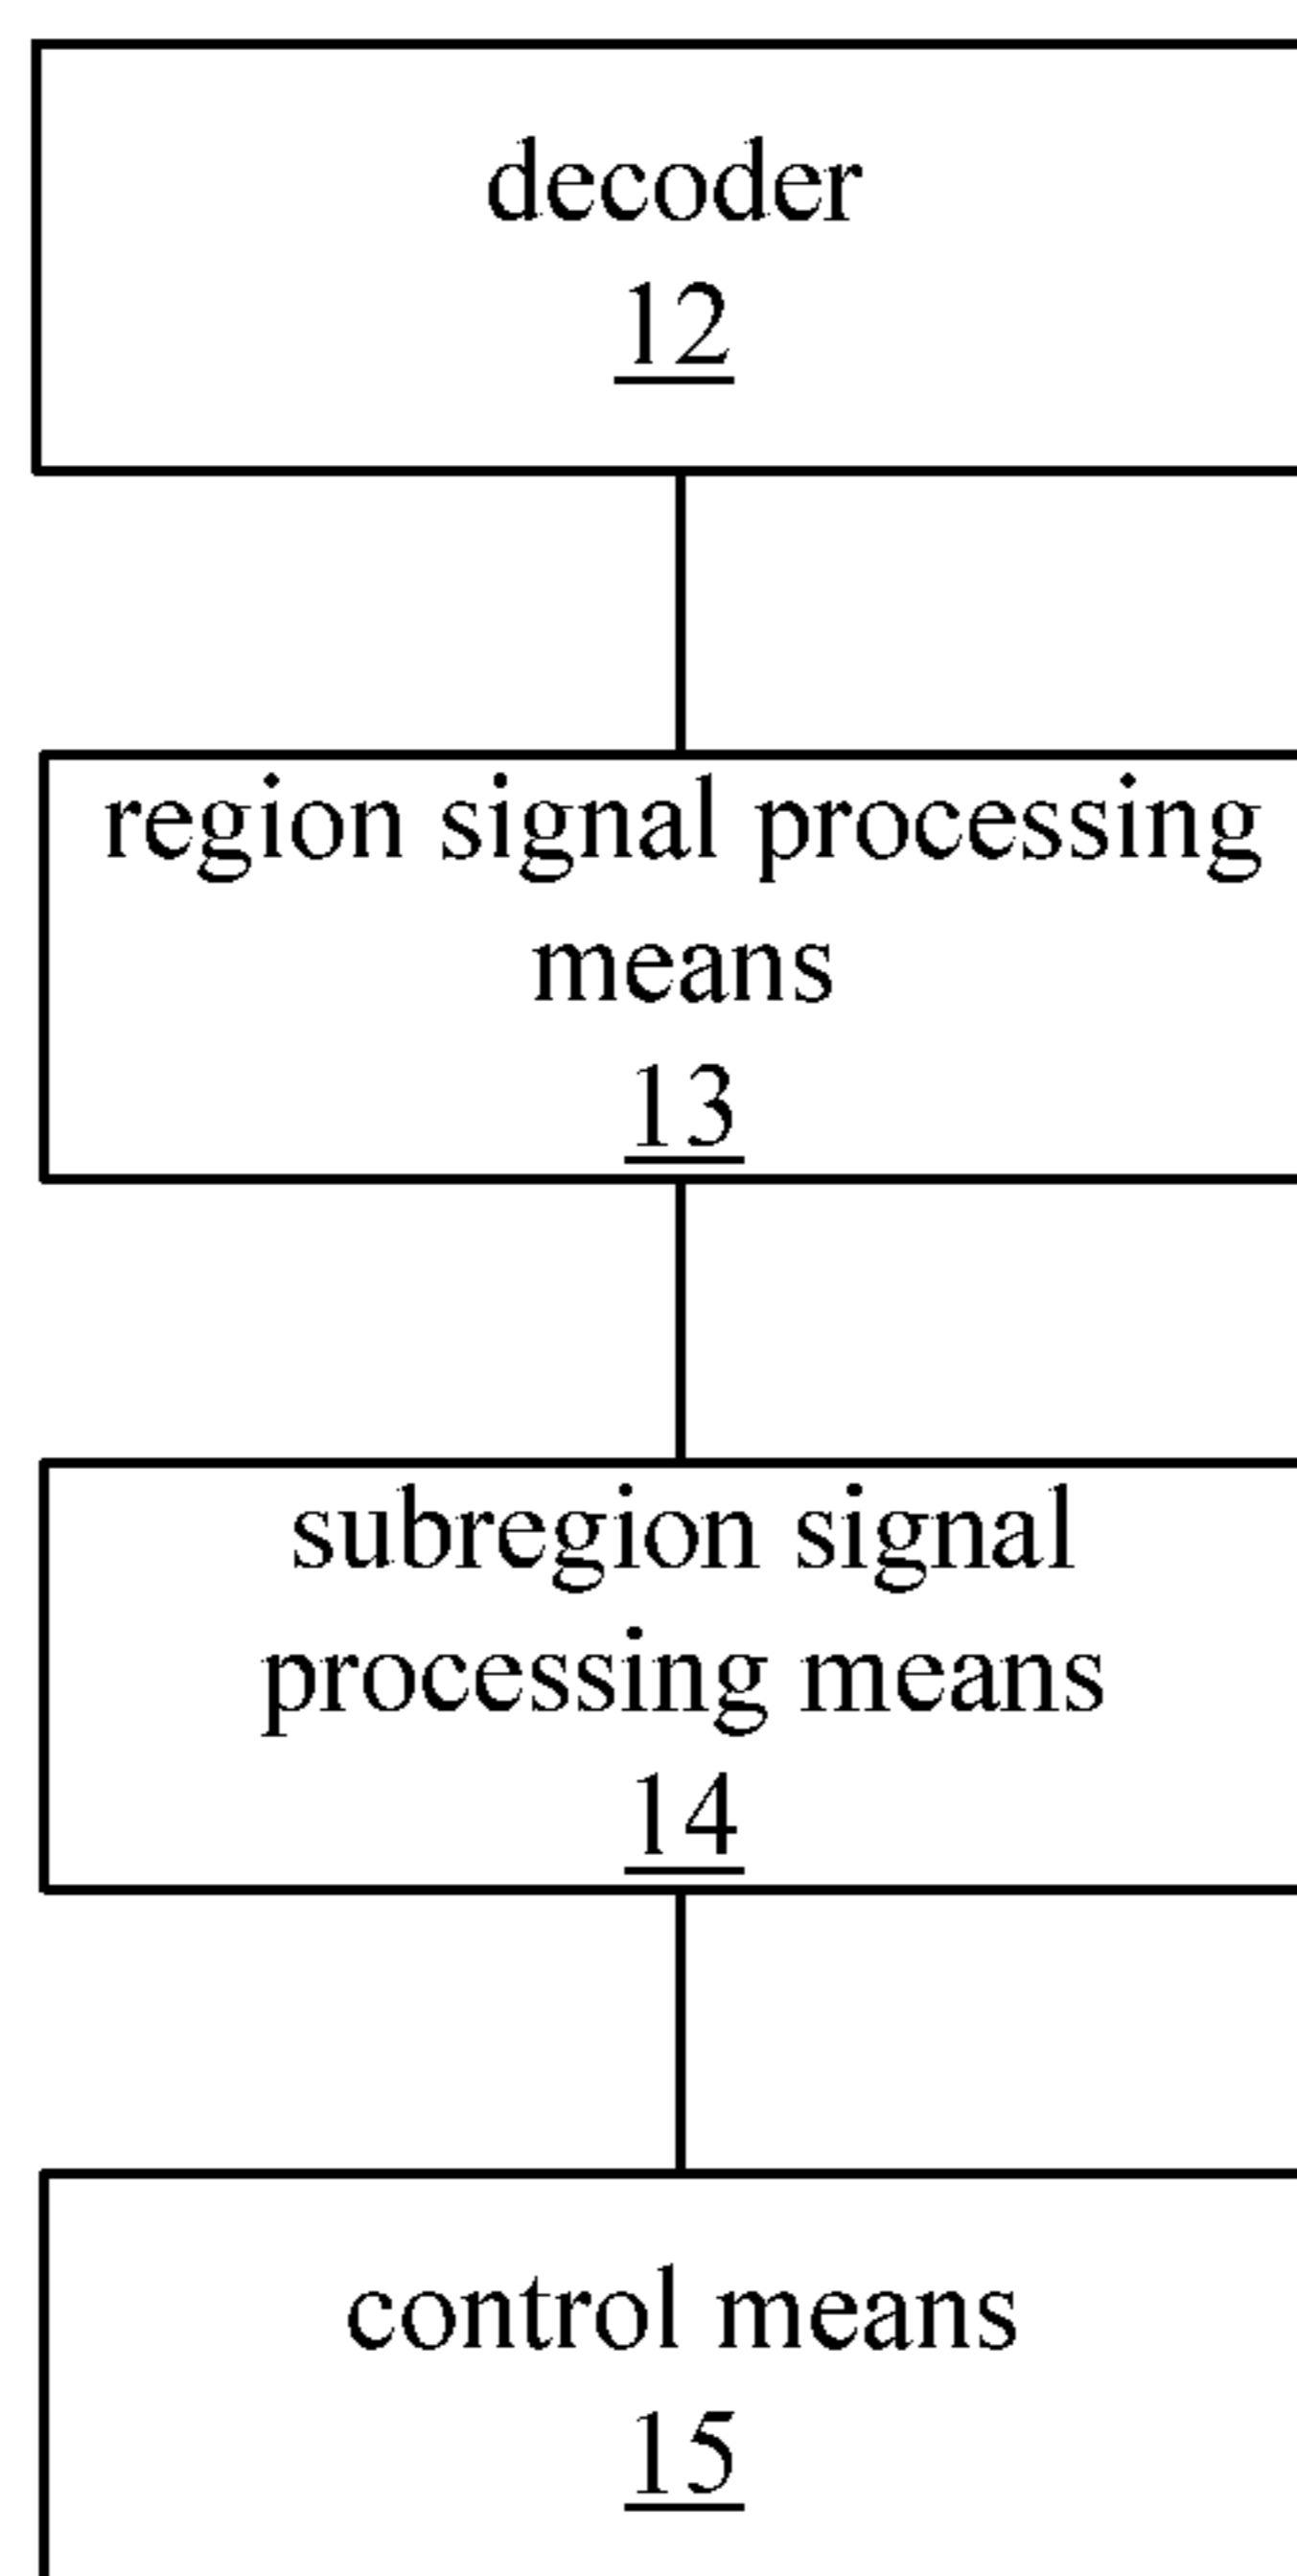 decoder
12
region signal processing
means
13
subregion signal
processing means
14
control means
15